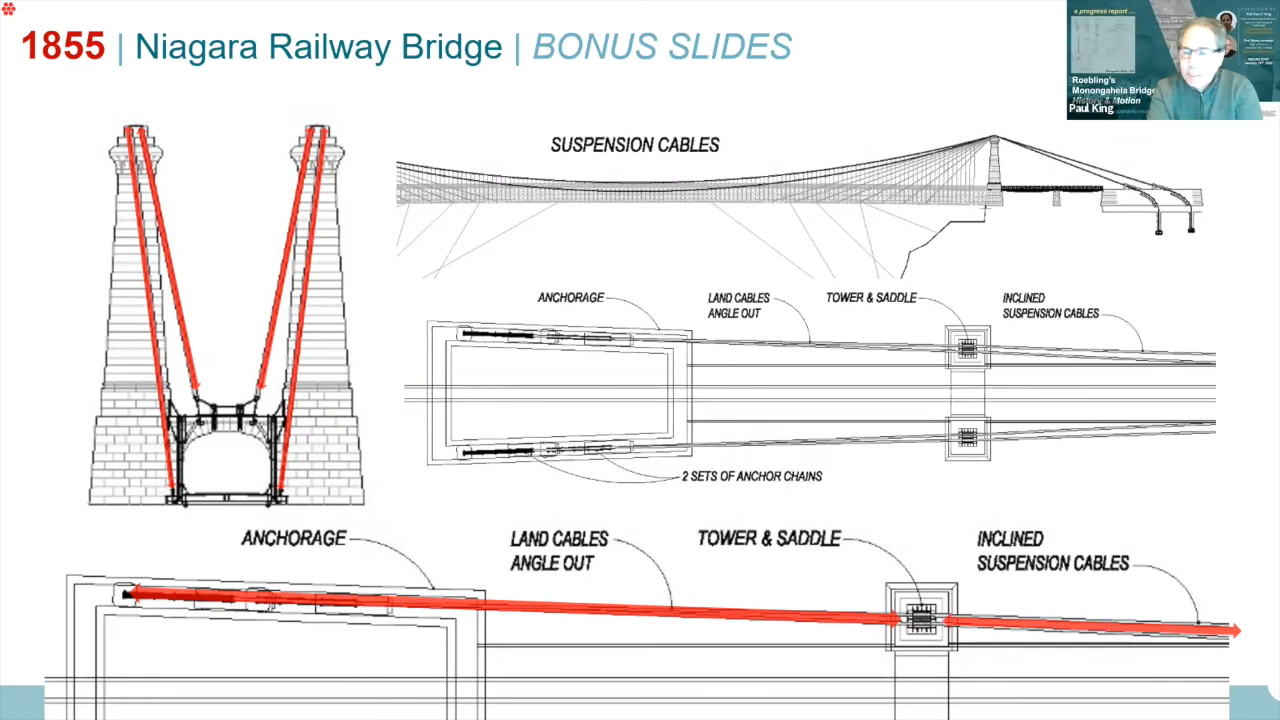 1855 | Niagara Railway Bridge | BONUS SLIDES
a progress report ...
Roebling's
Monongahela Bridge
History & Motion
Paul King
SUSPENSION CABLES
ANCHORAGE
LAND CABLES
ANGLE OUT
TOWER & SADDLE
INCLINED
SUSPENSION CABLES
2 SETS OF ANCHOR CHAINS
ANCHORAGE
LAND CABLES
ANGLE OUT
TOWER & SADDLE
INCLINED
SUSPENSION CABLES